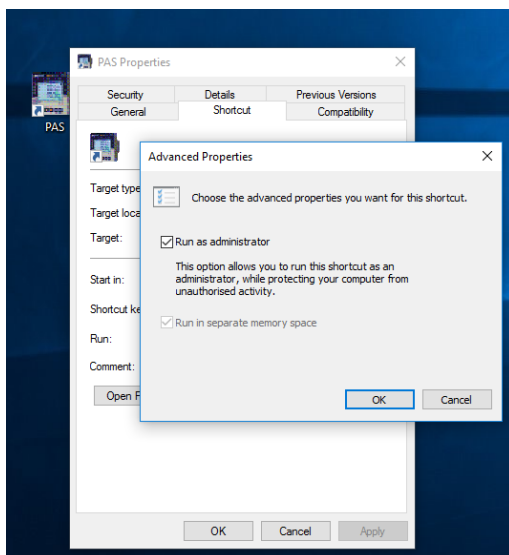 PAS
PAS Properties
Security Details Previous Versions
General Shortcut Compatibility
Target type
Target loca
Target:
Start in:
Shortcut ke
Run:
Comment:
Open F
Advanced Properties
Choose the advanced properties you want for this shortcut.
Run as administrator
This option allows you to run this shortcut as an
administrator, while protecting your computer from
unauthorised activity.
Run in separate memory space
OK Cancel
OK Cancel Apply